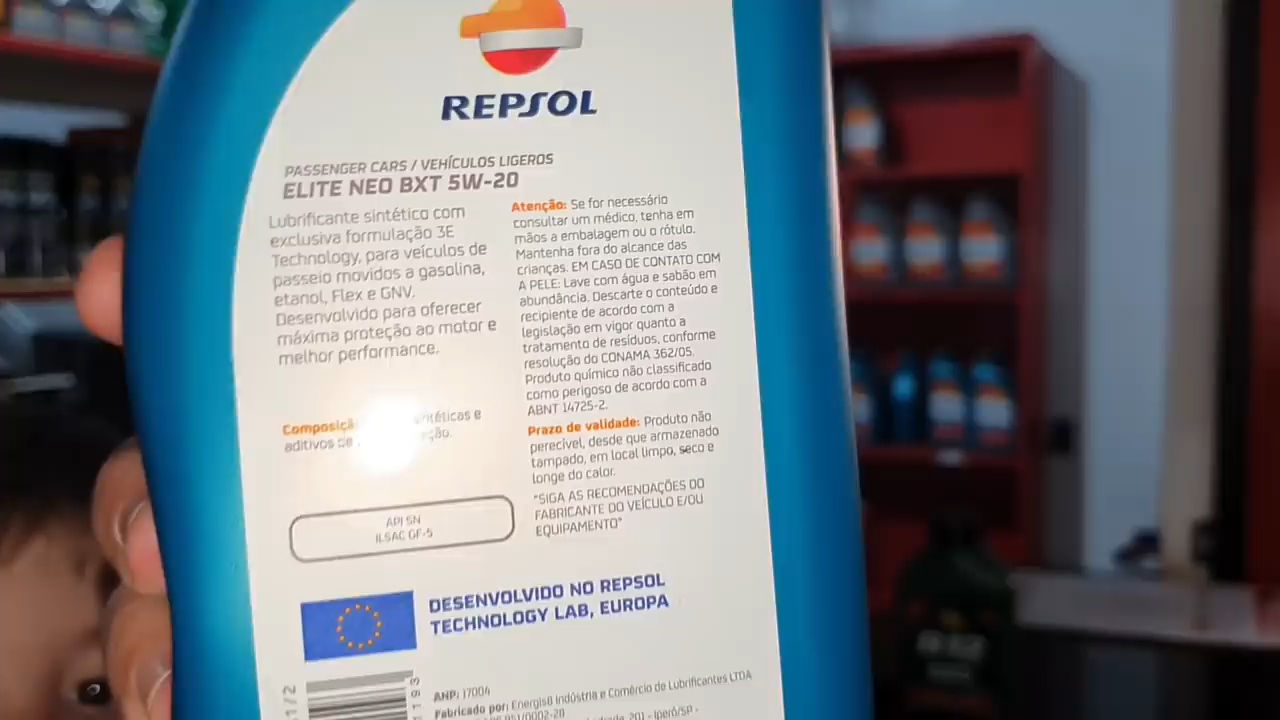 REPSOL
PASSENGER CARS / VEHÍCULOS LIGEROS
ELITE NEO BXT 5W-20
Lubrificante sintético com
exclusiva formulação 3E
Technology, para veículos de
passeio movidos a gasolina,
etanol, Flex e GNV.
Desenvolvido para oferecer
máxima proteção ao motor e
melhor performance.
aditivos de
API SN
ILSAC GF-5
Atenção: Se for necessário
consultar um médico, tenha em
mãos a embalagem ou o rótulo.
Mantenha fora do alcance das
crianças. EM CASO DE CONTATO COM
A PELE: Lave com água e sabão em
abundância. Descarte o conteúdo e
recipiente de acordo com a
legislação em vigor quanto a
tratamento de resíduos, conforme
resolução do CONAMA 362/05.
Produto químico não classificado
como perigoso de acordo com a
ABNT 14725-2.
Prazo de validade: Produto não
perecível, desde que armazenado
tampado, em local limpo, seco e
longe do calor.
"SIGA AS RECOMENDAÇÕES DO
FABRICANTE DO VEÍCULO E/OU
EQUIPAMENTO"
DESENVOLVIDO NO REPSOL
TECHNOLOGY LAB, EUROPA
ANP: 17004
Fabricado por: Energis8 Indústria e Comércio de Lubrificantes LTDA
201 - Iperó/SP -